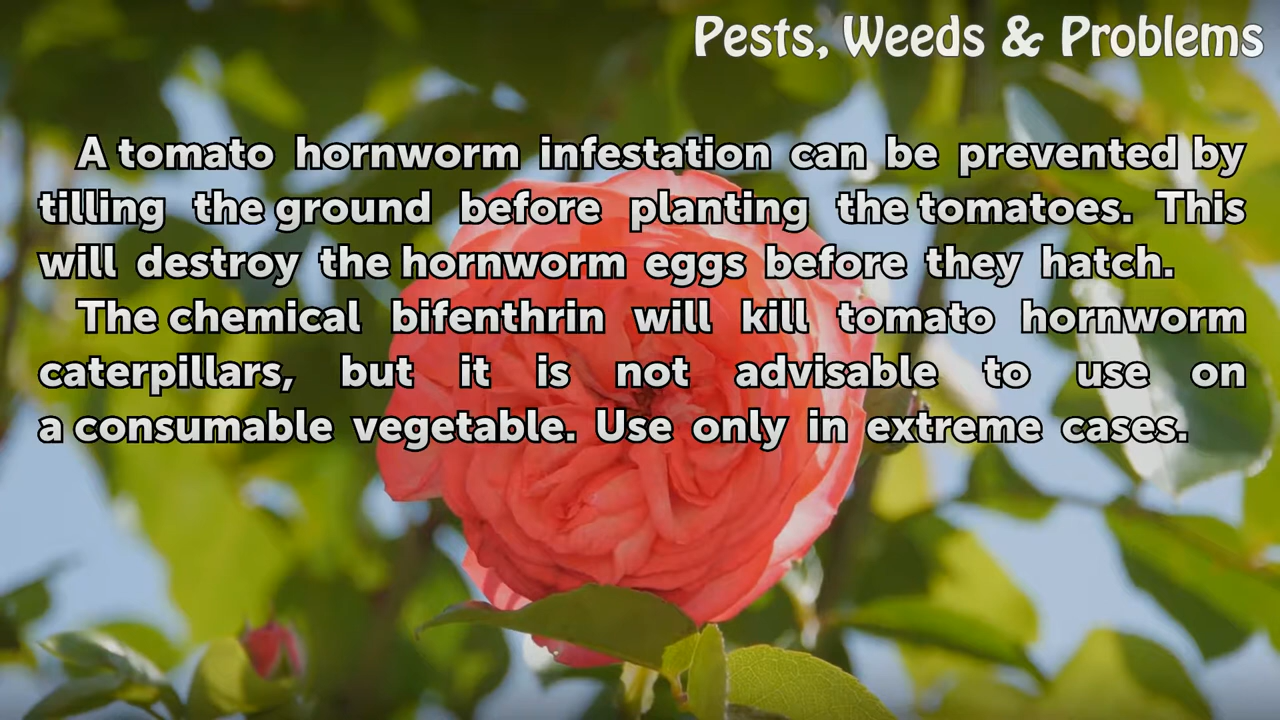 Pests, Weeds & Problems
A tomato hornworm infestation can be prevented by
tilling the ground before planting the tomatoes. This
will destroy the hornworm eggs before they hatch.
The chemical bifenthrin will kill tomato hornworm
caterpillars, but it is not advisable to use on
a consumable vegetable. Use only in extreme cases.